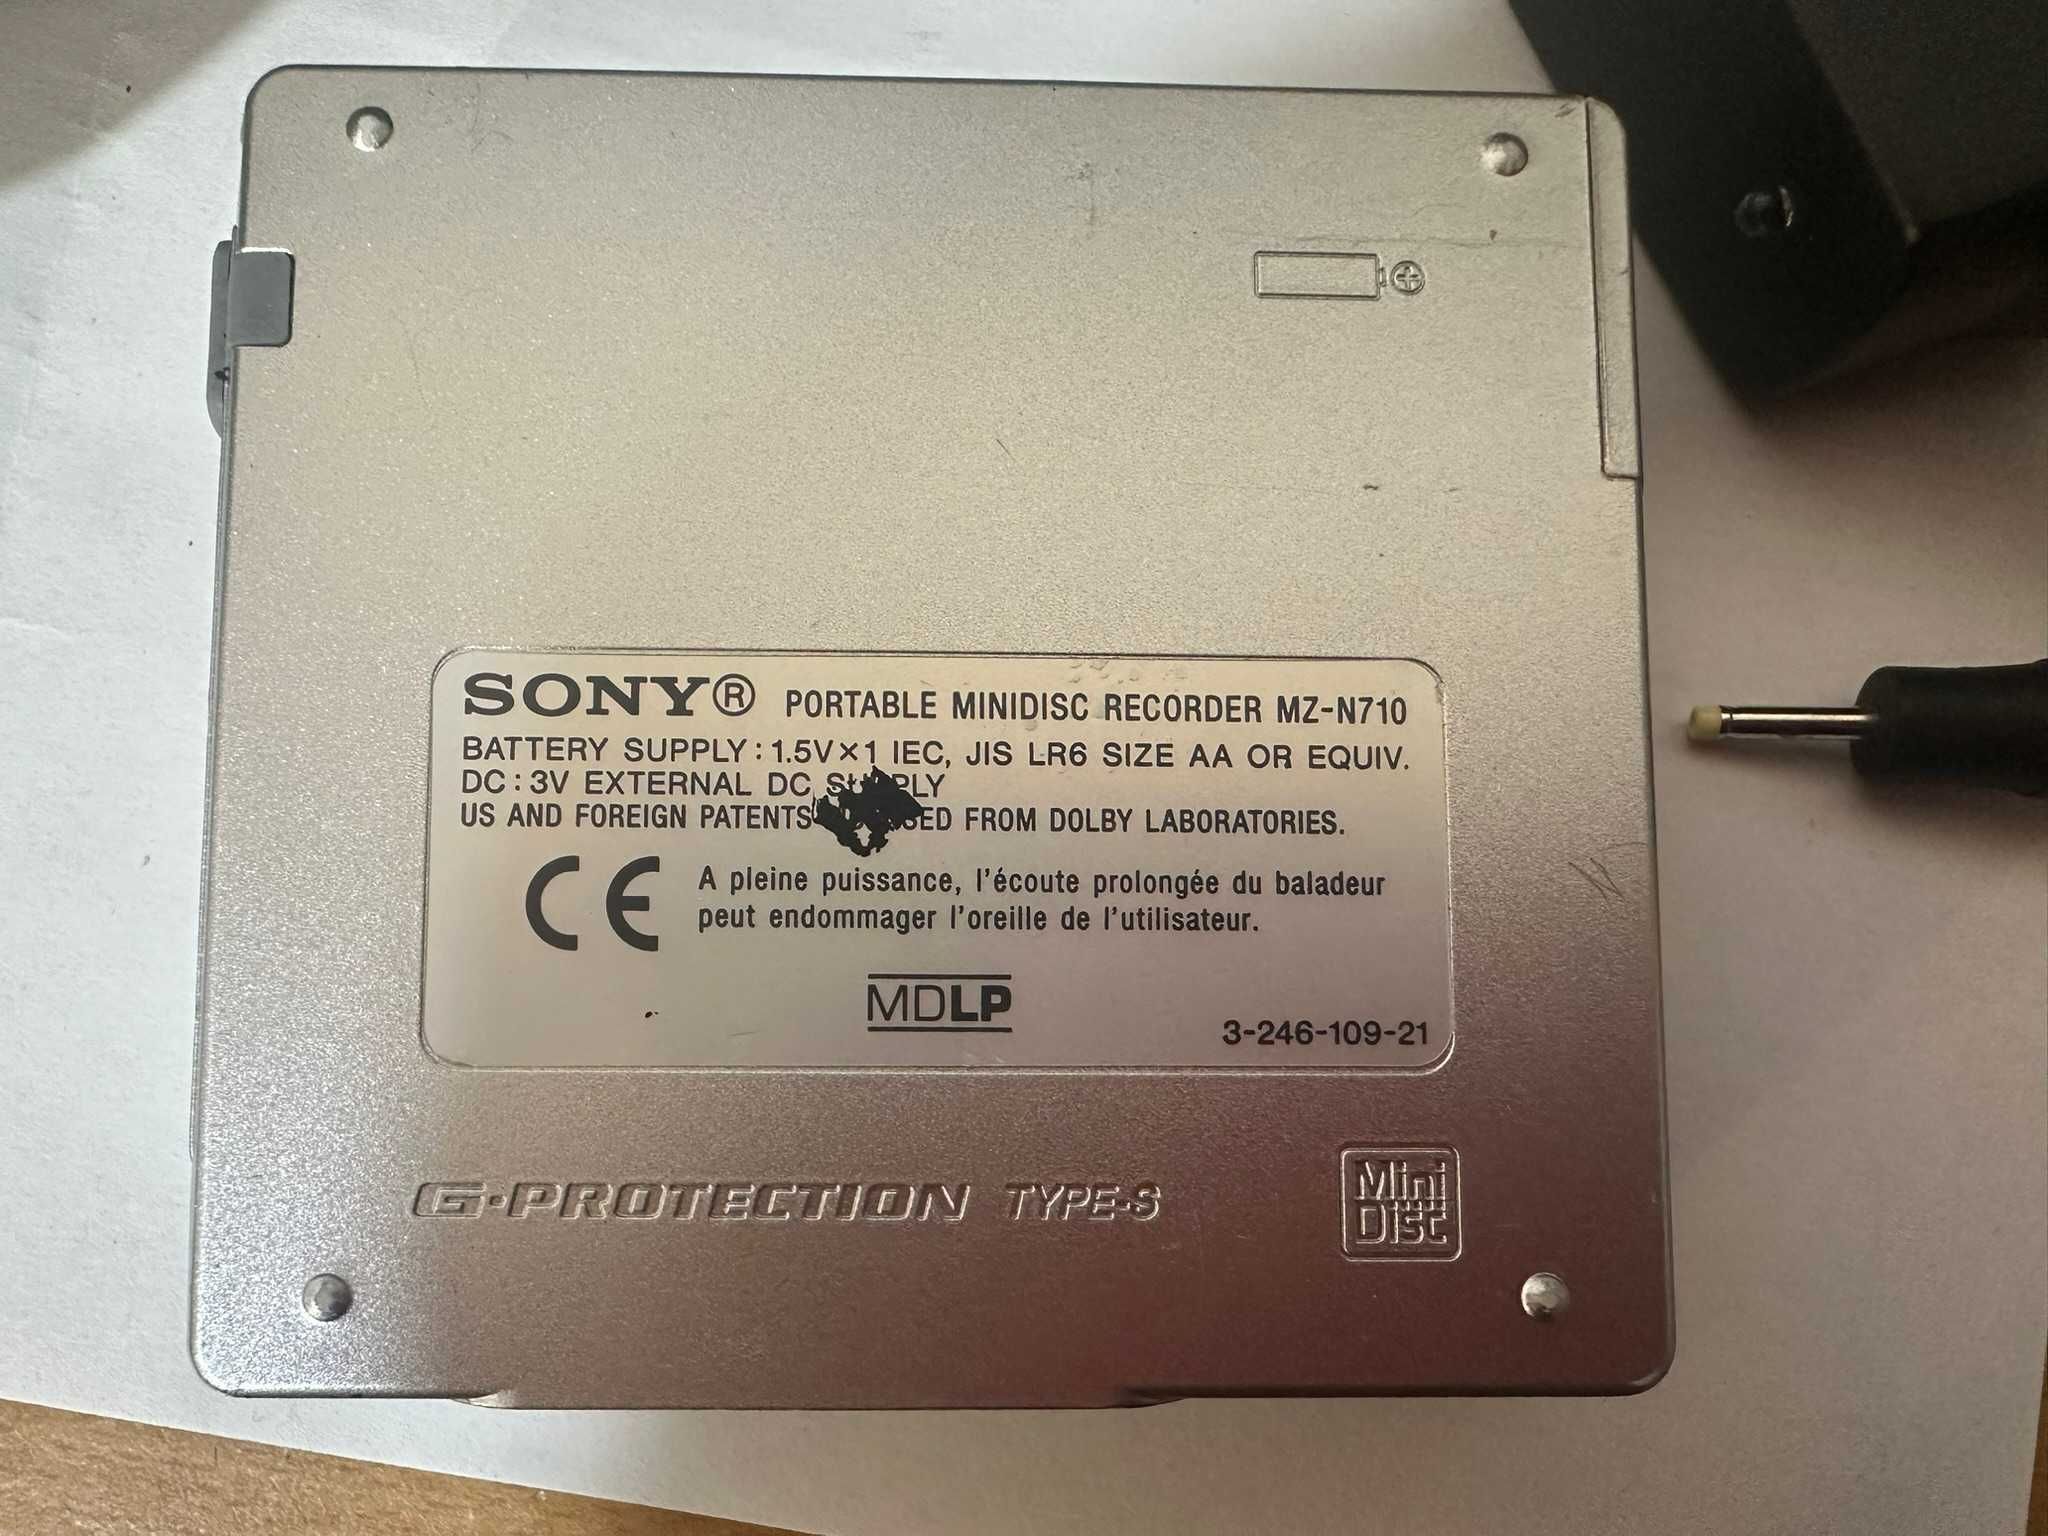 SONY® PORTABLE MINIDISC RECORDER MZ-N710
BATTERY SUPPLY : 1.5V×1 IEC, JIS LR6 SIZE AA OR EQUIV.
DC : 3V EXTERNAL DC SUPPLY
US AND FOREIGN PATENTS FROM DOLBY LABORATORIES.
CE
A pleine puissance, l'écoute prolongée du baladeur
peut endommager l'oreille de l'utilisateur.
MDLP
3-246-109-21
G-PROTECTION TYPE-S
Mini
Disc